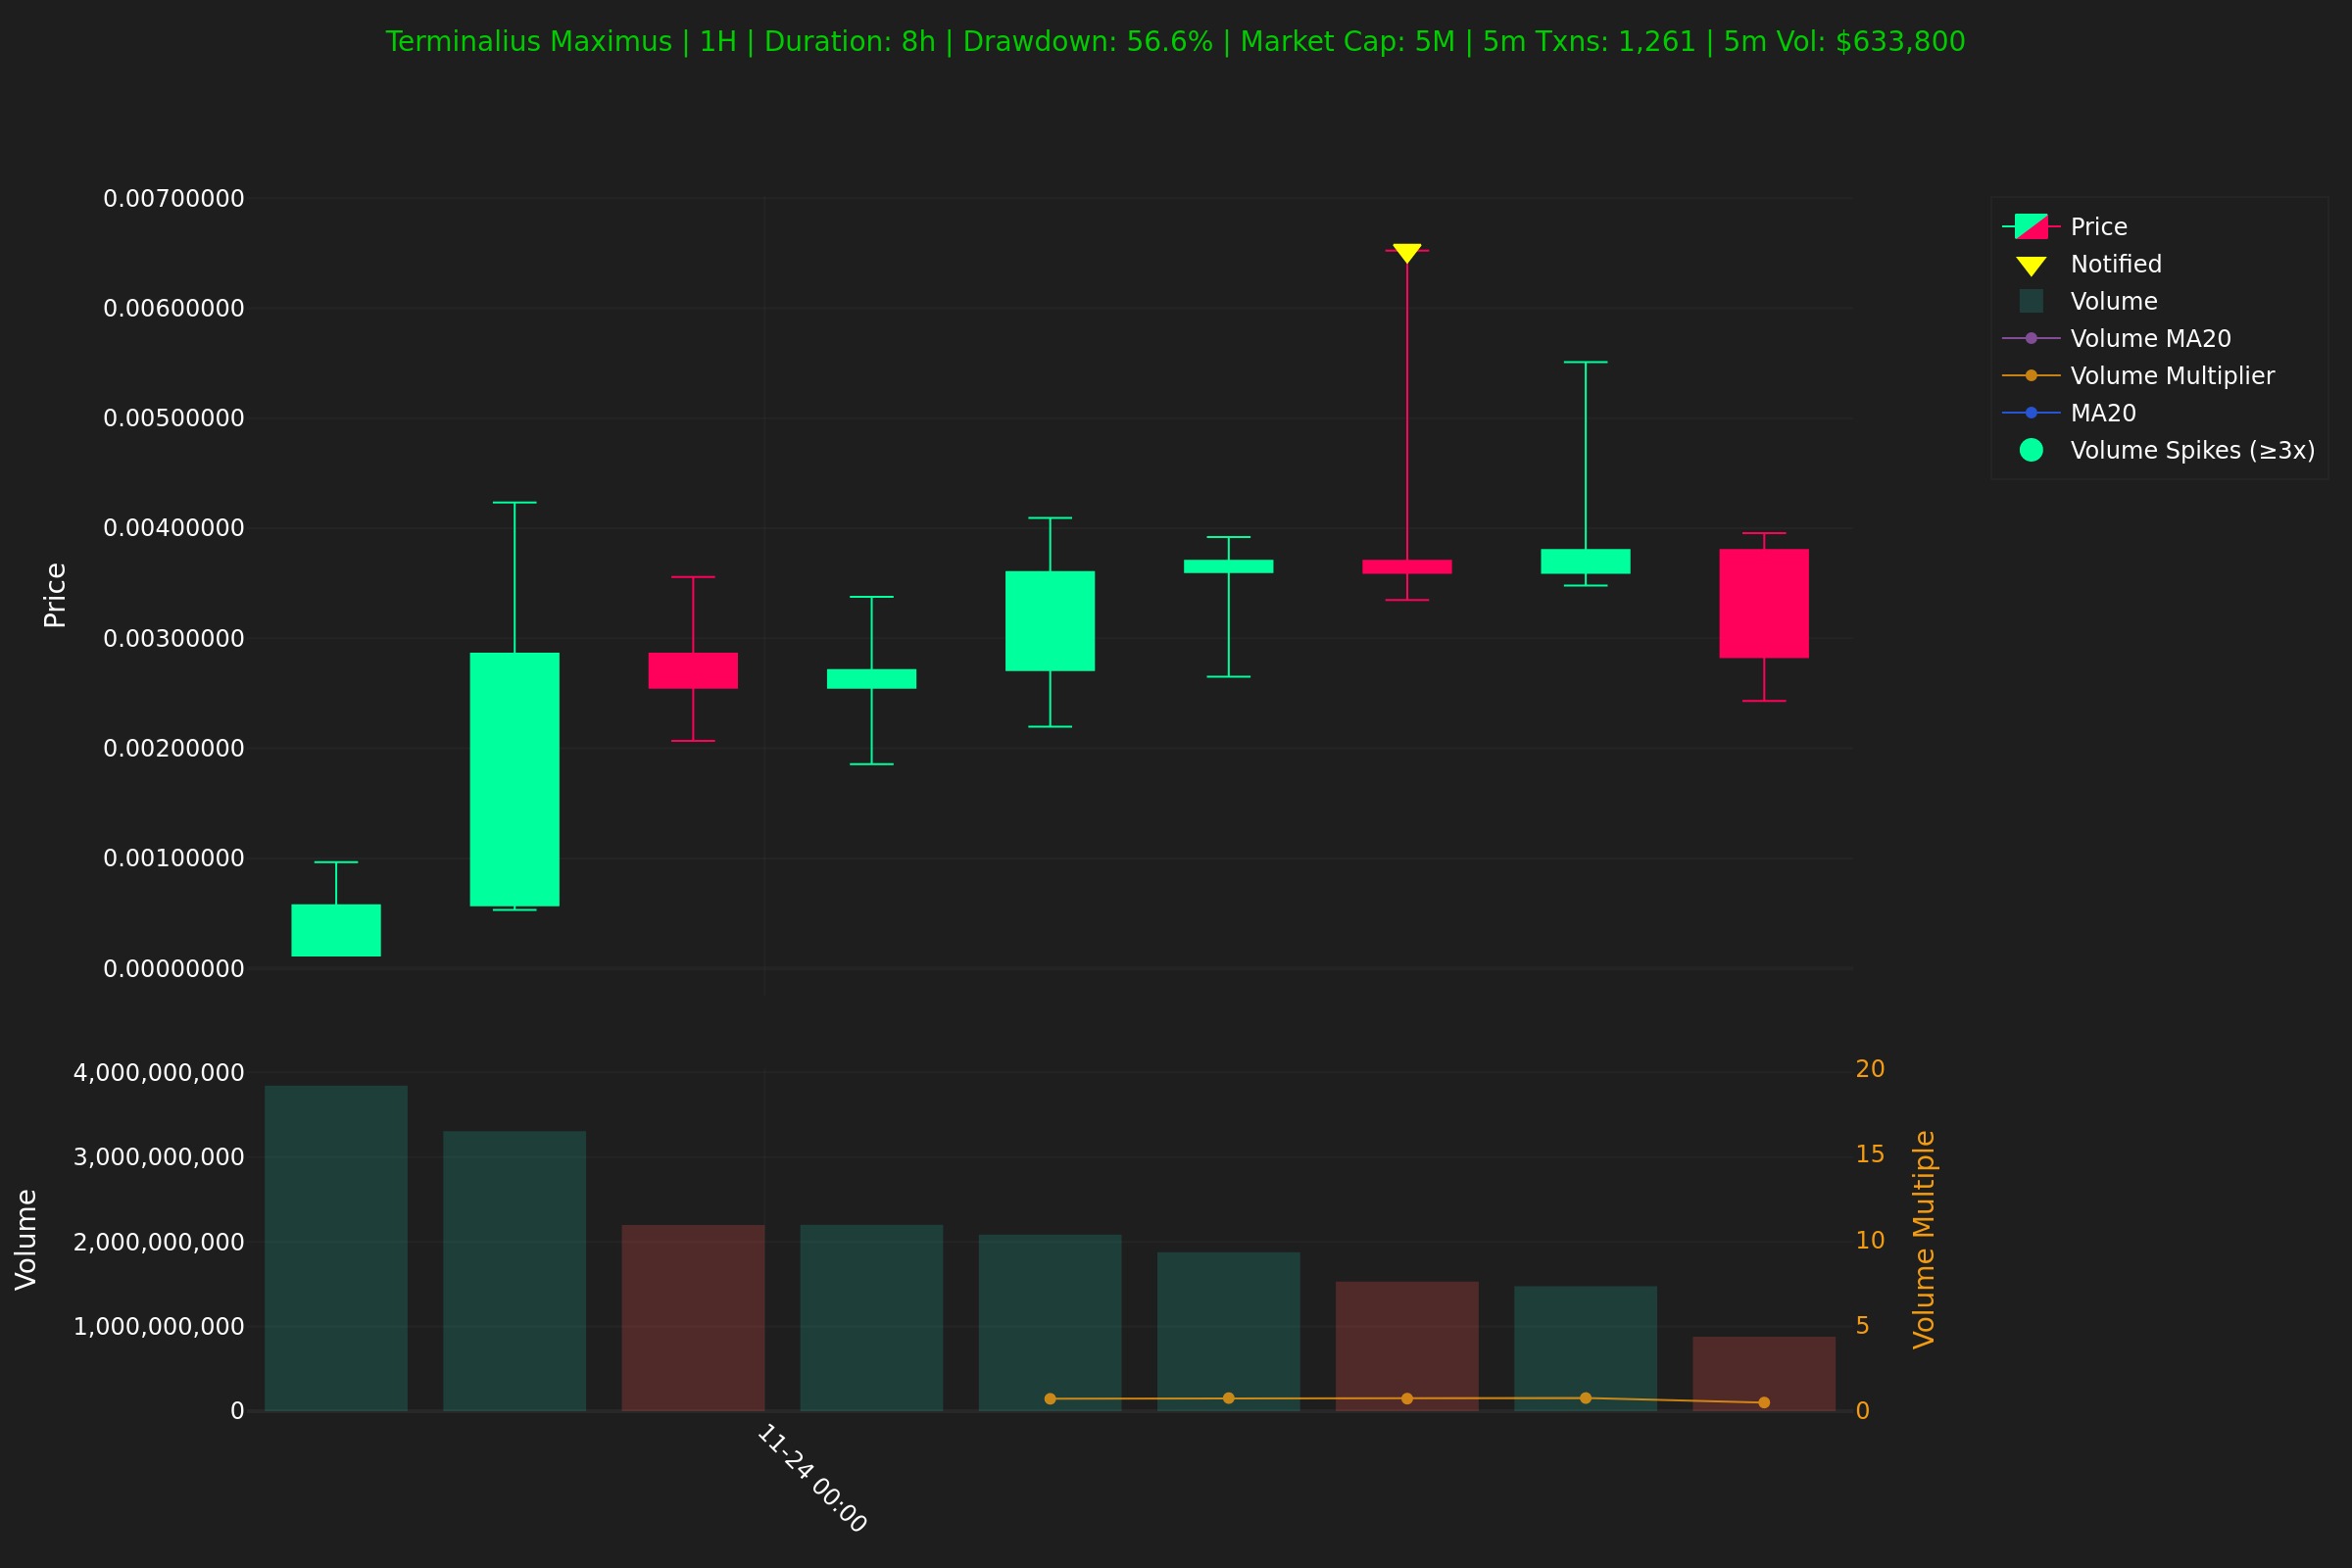 Terminalius Maximus | 1H | Duration: 8h | Drawdown: 56.6% | Market Cap: 5M | 5m Txns: 1,261 | 5m Vol: $633,800
Price
0.00700000
0.00600000
0.00500000
0.00400000
0.00300000
0.00200000
0.00100000
0.00000000
Price
Notified
Volume
Volume MA20
Volume Multiplier
MA20
Volume Spikes (≥3x)
Volume
4,000,000,000
3,000,000,000
2,000,000,000
1,000,000,000
0
20
15
10
5
0
Volume Multiple
11-24 00:00